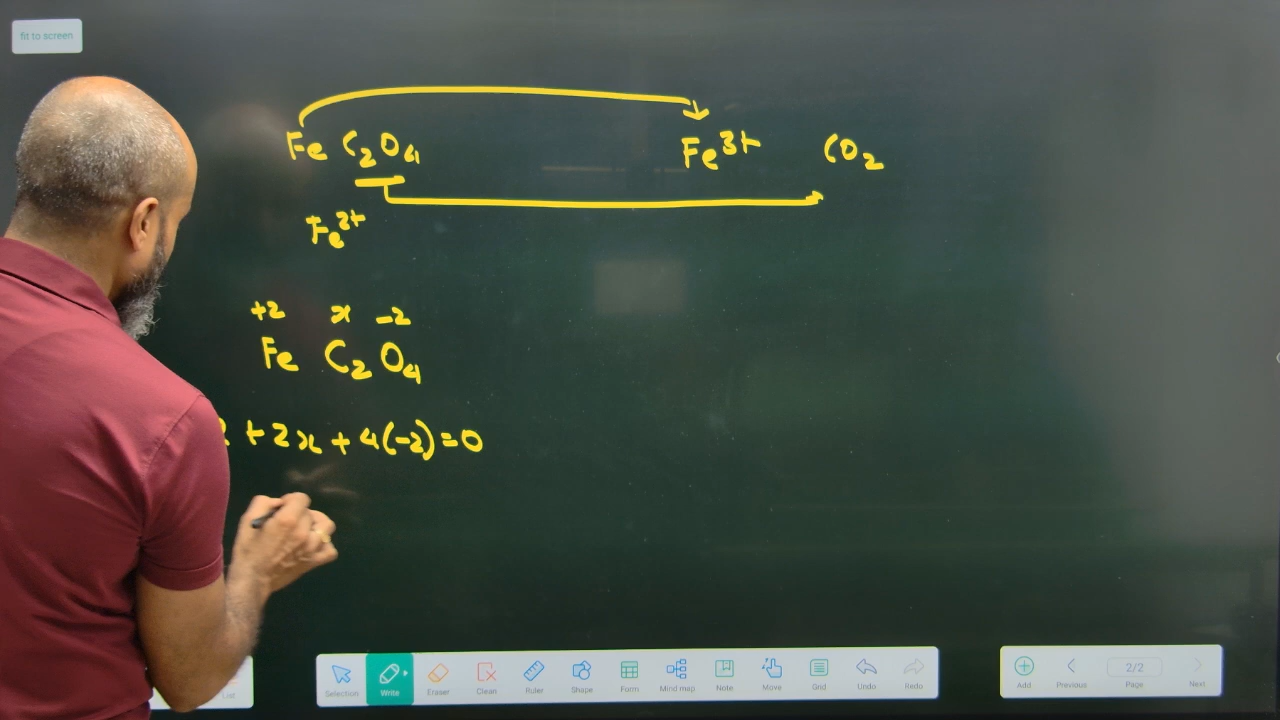 fit to screen
Fe C₂O₄ Fe³⁺ CO₂
Fe²⁺
+2 x -2
Fe C₂O₄
+ 2x + 4(-2) = 0
Selection Write Eraser Clean Ruler Shape Form Mind map Note Move Grid Undo Redo
Add Previous 2/2 Page Next